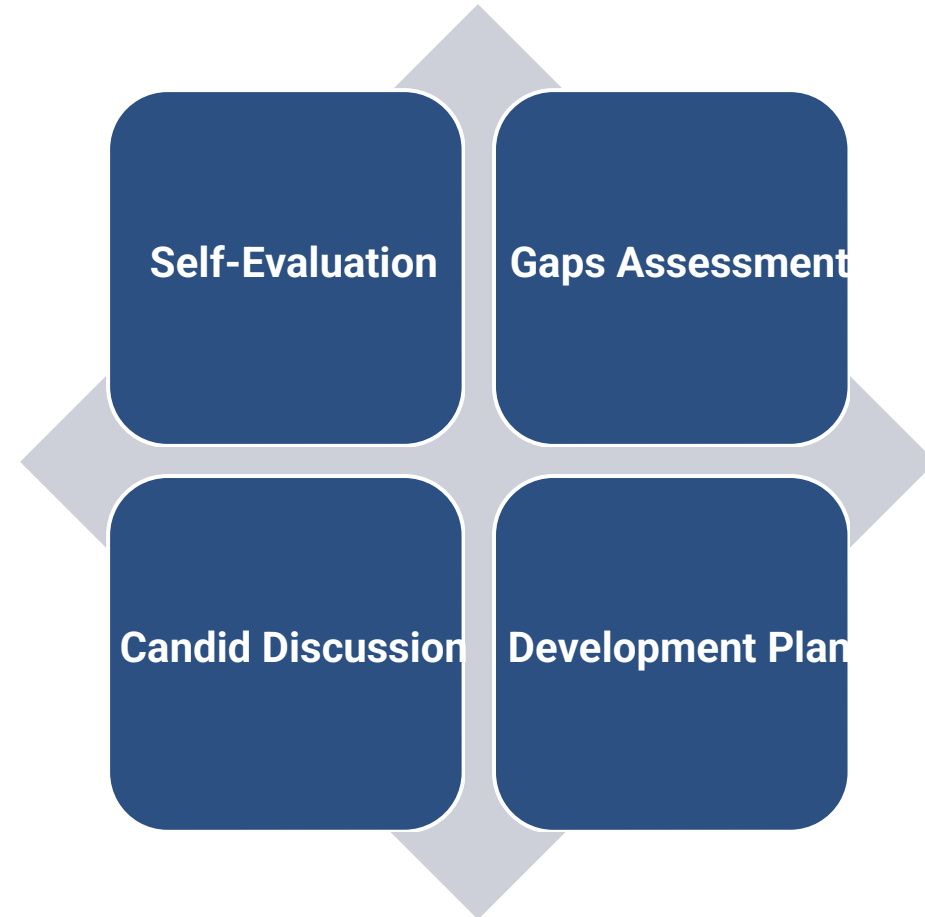 Self-Evaluation
Gaps Assessment
Candid Discussion
Development Plan